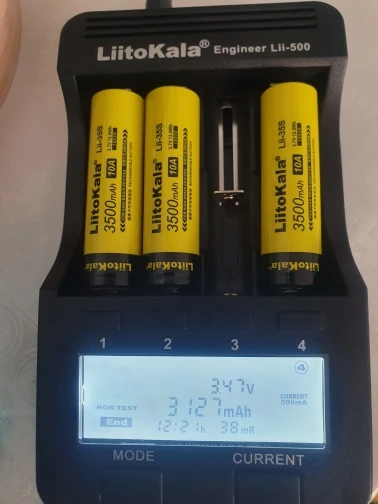 LiitoKala® Engineer Lii-500
LiitoKala®
Lii-35S
3500mAh 10A
LiitoKala
LiitoKala®
Lii-35S
3500mAh 10A
LiitoKala
LiitoKala®
Lii-35S
3500mAh 10A
LiitoKala
1 2 3 4
4
3.47V
NOR TEST
3127mAh
CURRENT
500mA
End
12:21h 38mR
MODE CURRENT